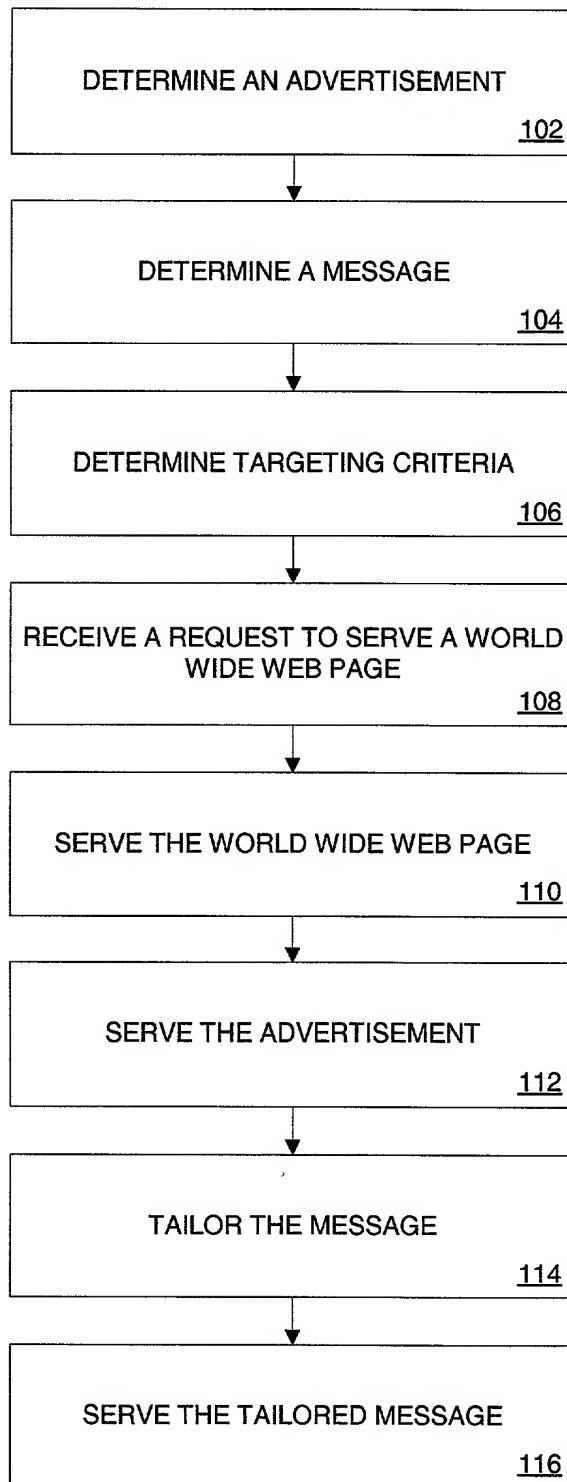 DETERMINE AN ADVERTISEMENT
102
DETERMINE A MESSAGE
104
DETERMINE TARGETING CRITERIA
106
RECEIVE A REQUEST TO SERVE A WORLD
WIDE WEB PAGE
108
SERVE THE WORLD WIDE WEB PAGE
110
SERVE THE ADVERTISEMENT
112
TAILOR THE MESSAGE
114
SERVE THE TAILORED MESSAGE
116